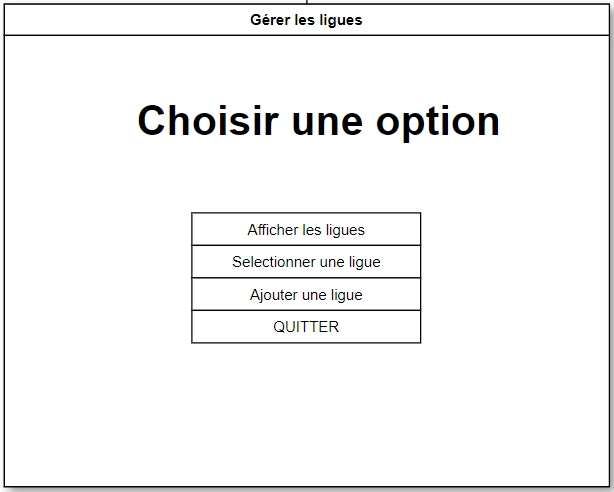 Gérer les ligues
Choisir une option
Afficher les ligues
Selectionner une ligue
Ajouter une ligue
QUITTER